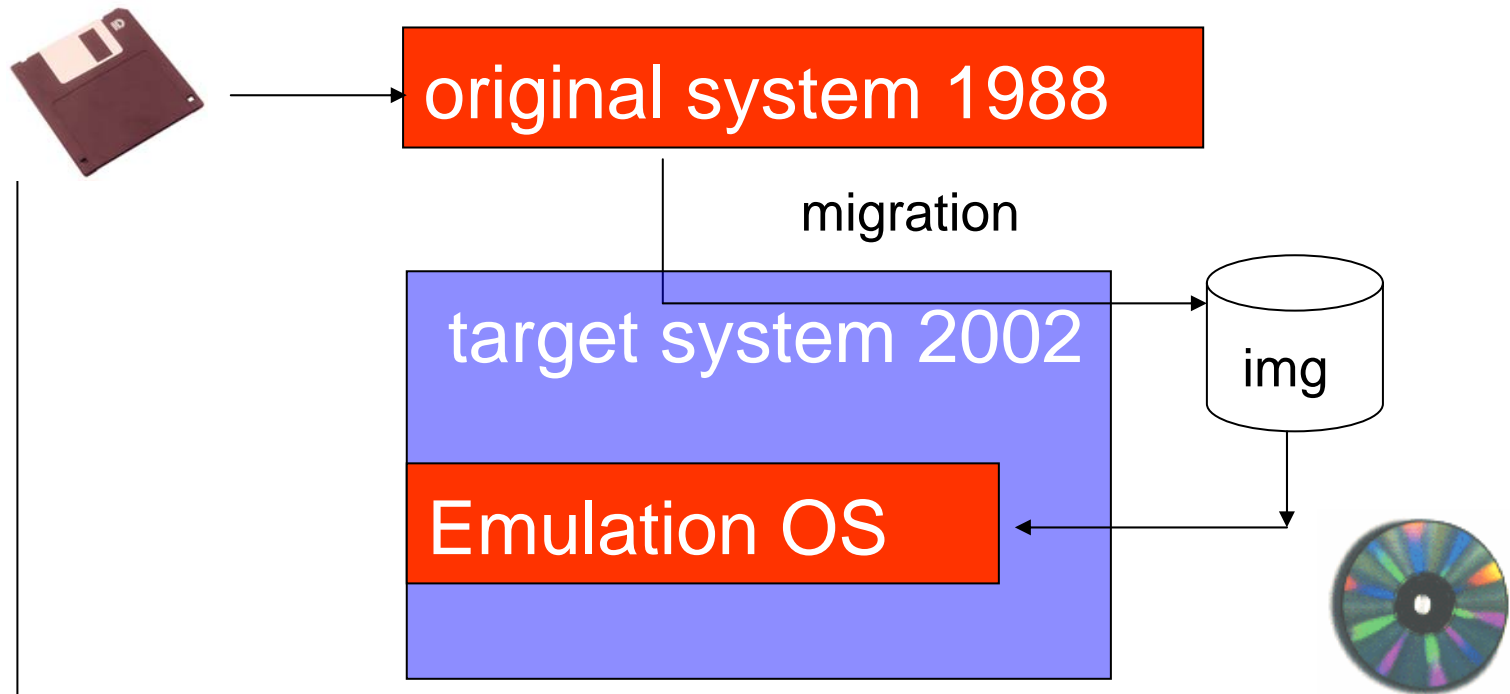 original system 1988
migration
target system 2002
img
Emulation OS